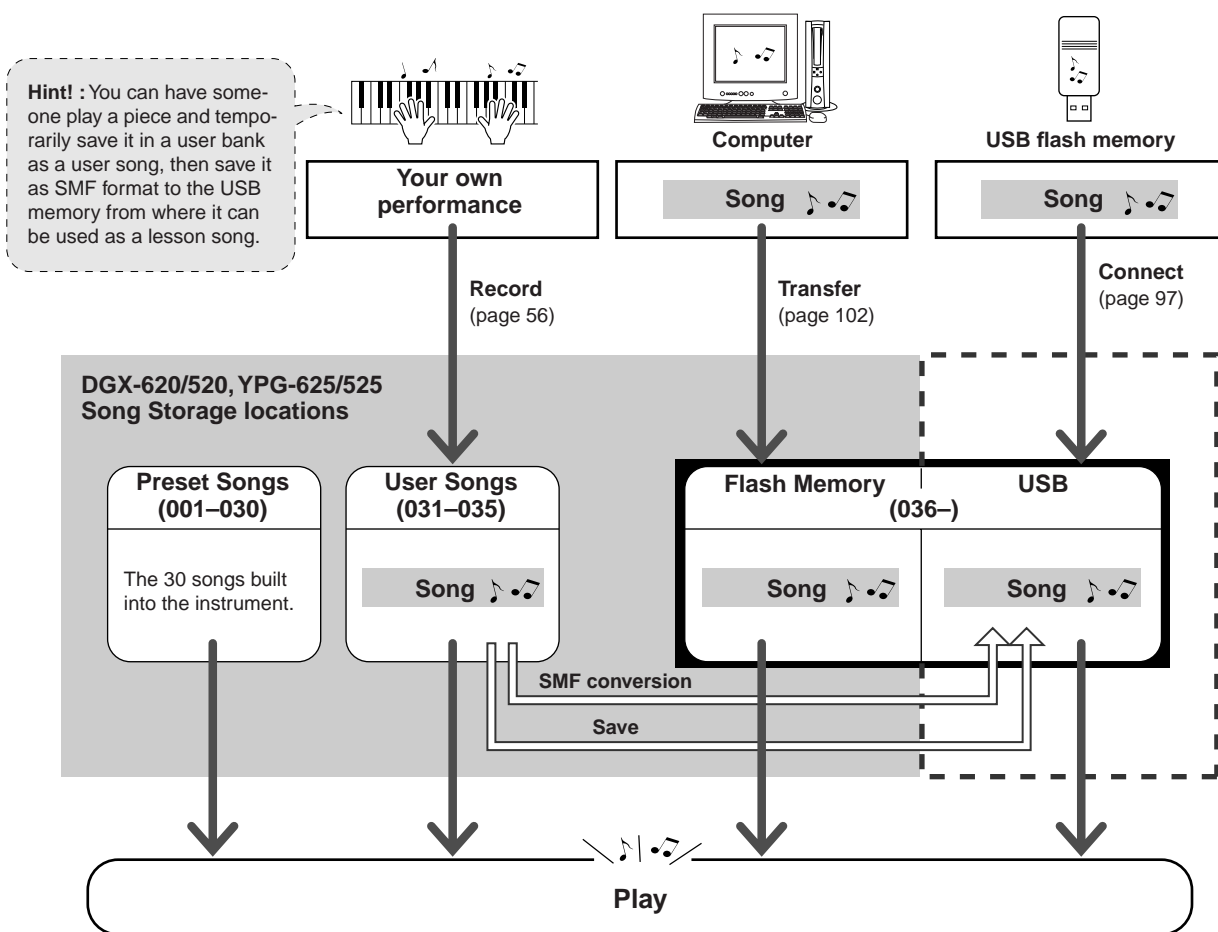 Hint! : You can have some-
one play a piece and tempo-
rarily save it in a user bank
as a user song, then save it
as SMF format to the USB
memory from where it can
be used as a lesson song.
Computer
USB flash memory
Your own
performance
Song
Song
Record
(page 56)
Transfer
(page 102)
Connect
(page 97)
DGX-620/520, YPG-625/525
Song Storage locations
Preset Songs
(001–030)
The 30 songs built
into the instrument.
User Songs
(031–035)
Song
Flash Memory
USB
(036–)
Song
Song
SMF conversion
Save
Play